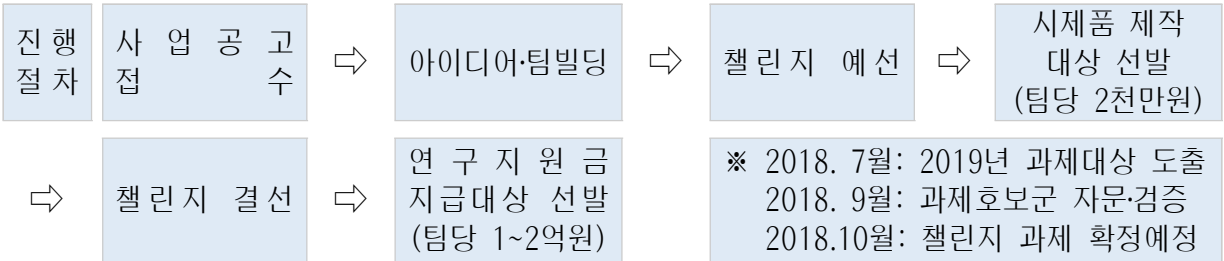 진행
절차
사업공고
접수
⇨
아이디어·팀빌딩
⇨
챌린지 예선
⇨
시제품 제작
대상 선발
(팀당 2천만원)
⇨
챌린지 결선
⇨
연구지원금
지급대상 선발
(팀당 1~2억원)
※ 2018. 7월: 2019년 과제대상 도출
2018. 9월: 과제호보군 자문·검증
2018.10월: 챌린지 과제 확정예정